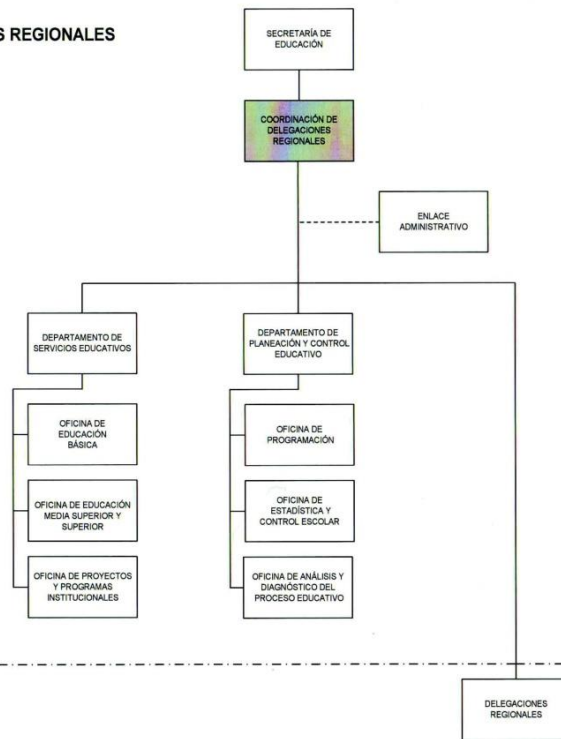 S REGIONALES
SECRETARÍA DE
EDUCACIÓN
COORDINACIÓN DE
DELEGACIONES
REGIONALES
ENLACE
ADMINISTRATIVO
DEPARTAMENTO DE
SERVICIOS EDUCATIVOS
DEPARTAMENTO DE
PLANEACIÓN Y CONTROL
EDUCATIVO
OFICINA DE
EDUCACIÓN
BÁSICA
OFICINA DE
PROGRAMACIÓN
OFICINA DE EDUCACIÓN
MEDIA SUPERIOR Y
SUPERIOR
OFICINA DE
ESTADÍSTICA Y
CONTROL ESCOLAR
OFICINA DE PROYECTOS
Y PROGRAMAS
INSTITUCIONALES
OFICINA DE ANÁLISIS Y
DIAGNÓSTICO DEL
PROCESO EDUCATIVO
DELEGACIONES
REGIONALES